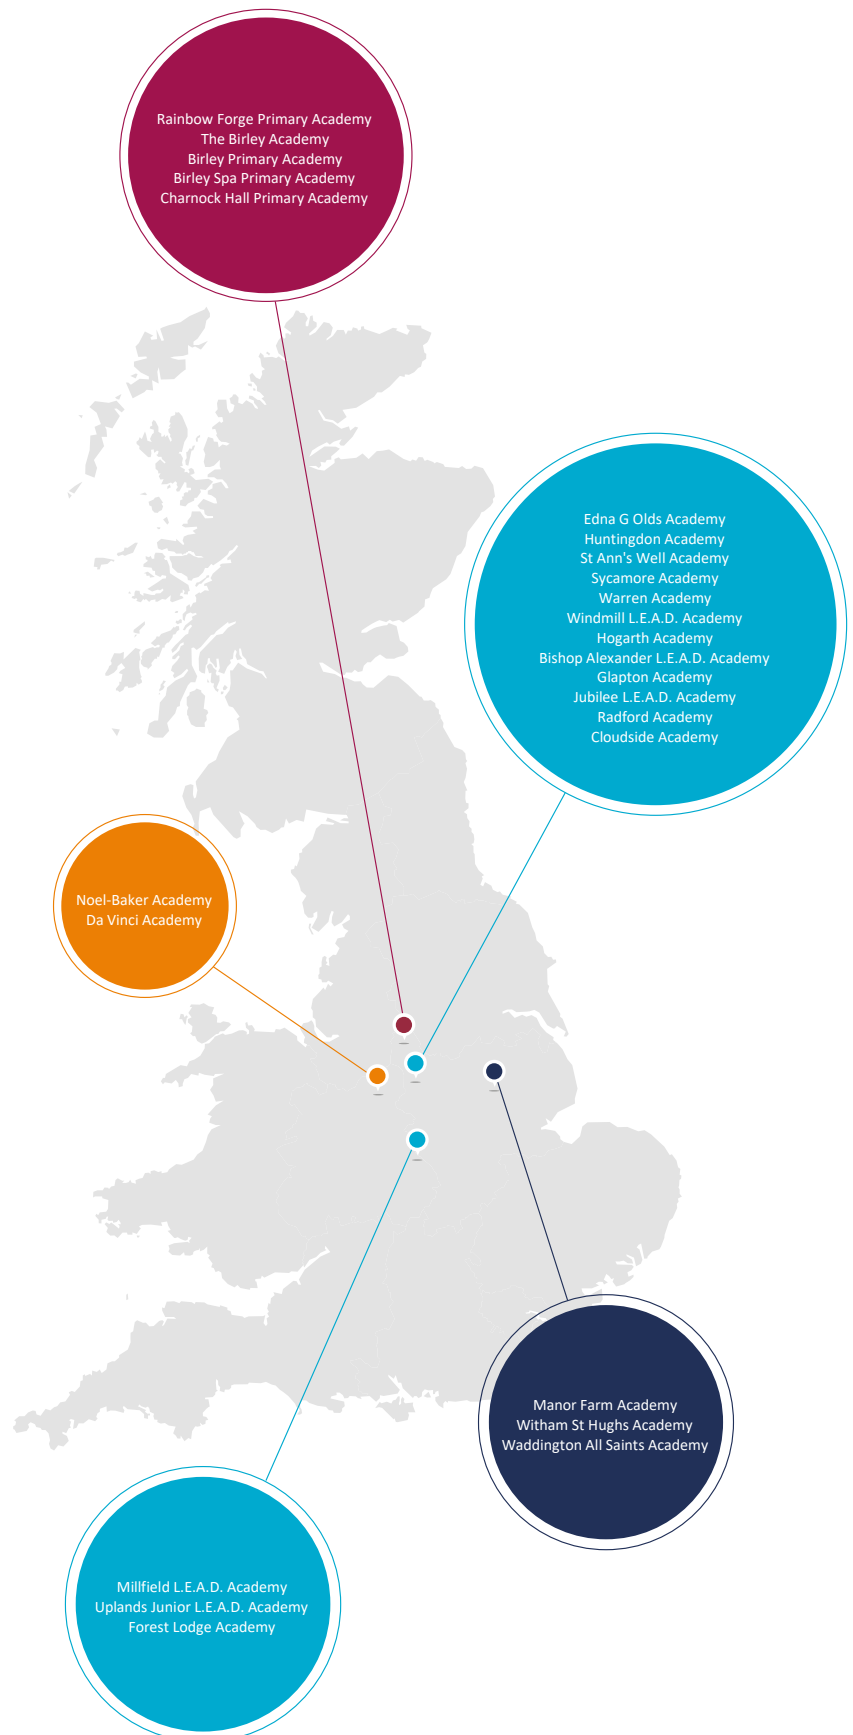 Rainbow Forge Primary Academy
The Birley Academy
Birley Primary Academy
Birley Spa Primary Academy
Charnock Hall Primary Academy
Edna G Olds Academy
Huntingdon Academy
St Ann's Well Academy
Sycamore Academy
Warren Academy
Windmill L.E.A.D. Academy
Hogarth Academy
Bishop Alexander L.E.A.D. Academy
Glapton Academy
Jubilee L.E.A.D. Academy
Radford Academy
Cloudside Academy
Noel-Baker Academy
Da Vinci Academy
Manor Farm Academy
Witham St Hughs Academy
Waddington All Saints Academy
Millfield L.E.A.D. Academy
Uplands Junior L.E.A.D. Academy
Forest Lodge Academy